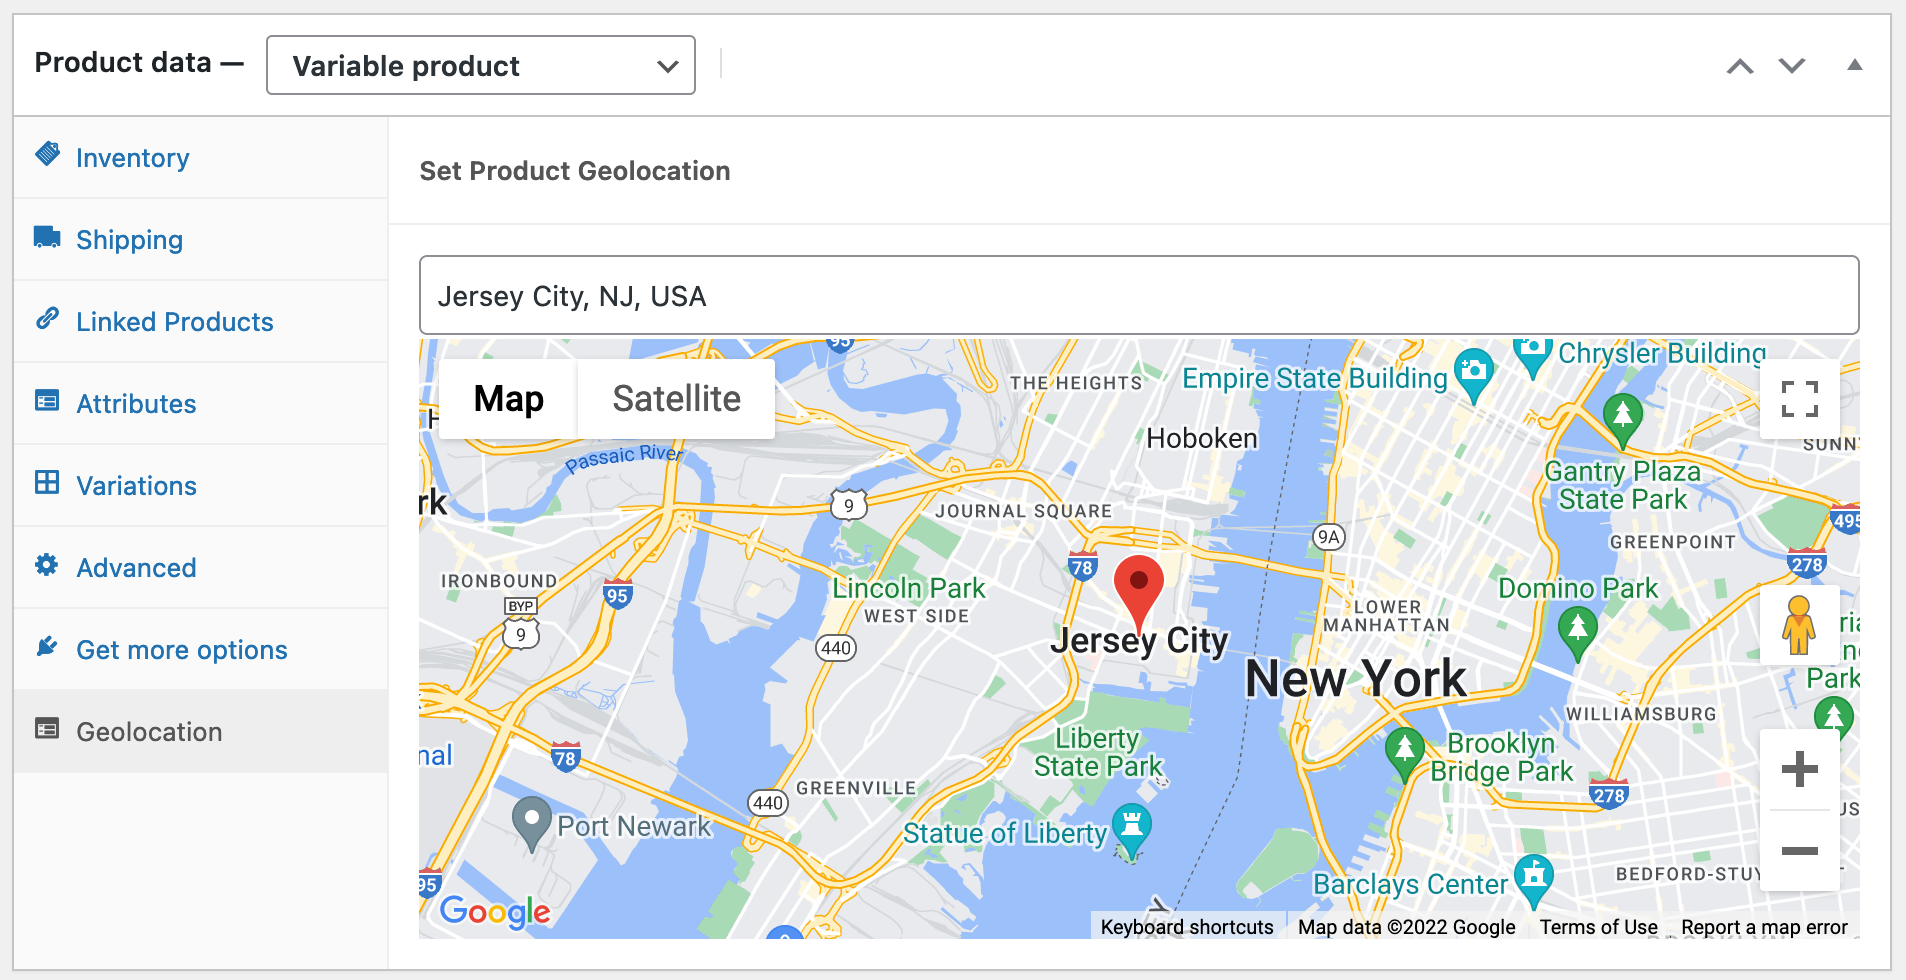 Product data —
Variable product
Inventory
Shipping
Linked Products
Attributes
Variations
Advanced
Get more options
Geolocation
Set Product Geolocation
Jersey City, NJ, USA
Map
Satellite
95
THE HEIGHTS
Empire State Building
Chrysler Building
Hoboken
SUNN
Passaic River
Gantry Plaza
State Park
rk
9
JOURNAL SQUARE
9A
495
GREENPOINT
278
78
IRONBOUND
95
BYP
9
Lincoln Park
WEST SIDE
Domino Park
LOWER
MANHATTAN
440
Jersey City
New York
Park
WILLIAMSBURG
nal
78
Liberty
State Park
Brooklyn
Bridge Park
GREENVILLE
440
278
US
Port Newark
Statue of Liberty
95
Barclays Center
BEDFORD-STUY
Google
Keyboard shortcuts
Map data ©2022 Google
Terms of Use
Report a map error